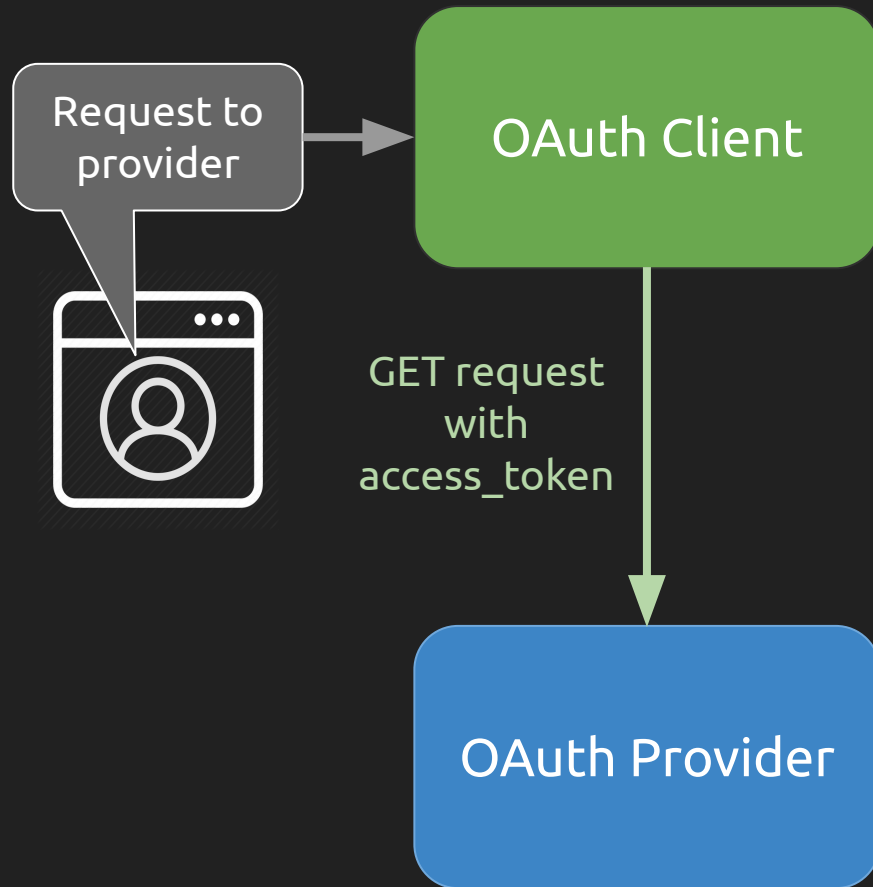 Request to
provider
OAuth Client
GET request
with
access_token
OAuth Provider